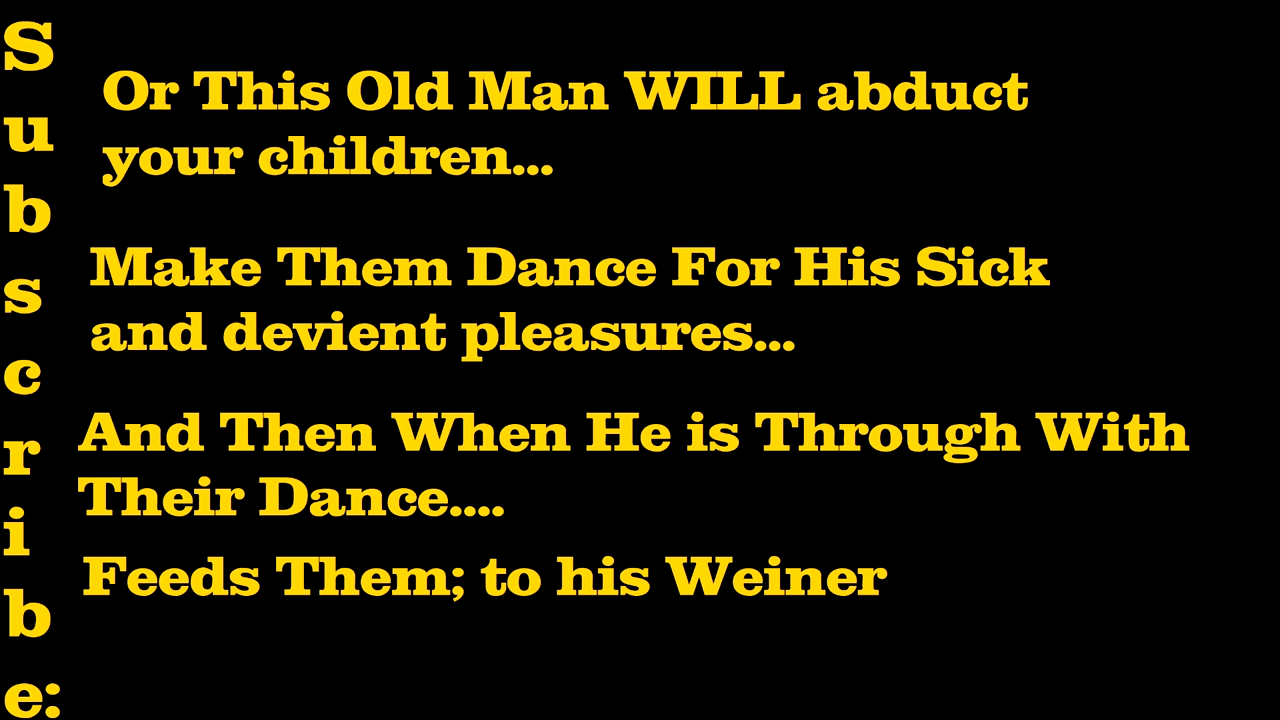 Subscribe:
Or This Old Man WILL abduct
your children...
Make Them Dance For His Sick
and devient pleasures...
And Then When He is Through With
Their Dance....
Feeds Them; to his Weiner